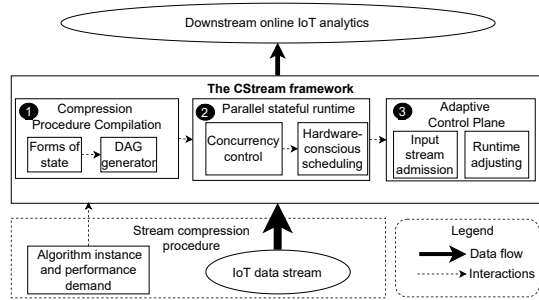 Downstream online IoT analytics
The CStream framework
1
Compression
Procedure Compilation
Forms of
state
DAG
generator
2
Parallel stateful runtime
Concurrency
control
Hardware-
conscious
scheduling
3
Adaptive
Control Plane
Input
stream
admission
Runtime
adjusting
Stream compression
procedure
Algorithm instance
and performance
demand
IoT data stream
Legend
Data flow
Interactions